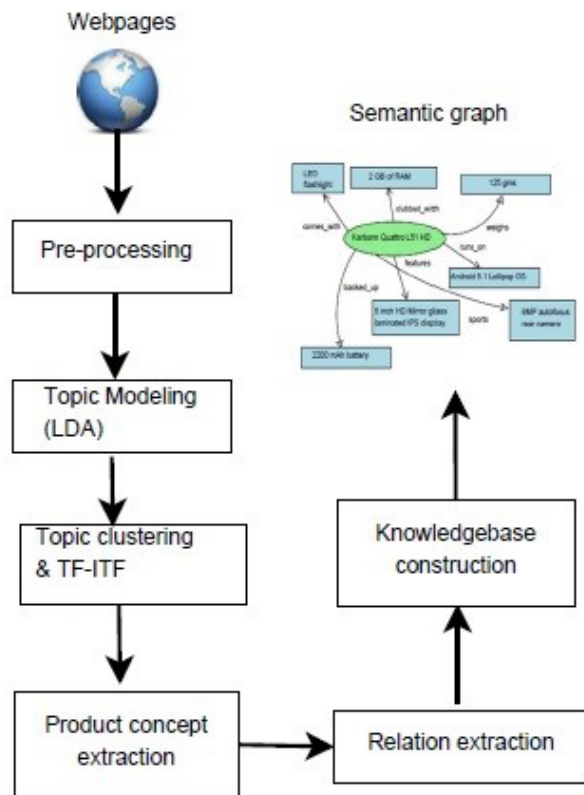 Webpages
Pre-processing
Topic Modeling
(LDA)
Topic clustering
& TF-ITF
Product concept
extraction
Relation extraction
Knowledgebase
construction
Semantic graph
LED
flashlight
2 GB of RAM
125 gms
clubbed_with
comes_with
weighs
Karbonn Quattro L51 HD
runs_on
features
Android 5.1 Lollipop OS
backed_up
5 inch HD Mirror glass
laminated IPS display
sports
8MP autofocus
rear camera
2200 mAh battery